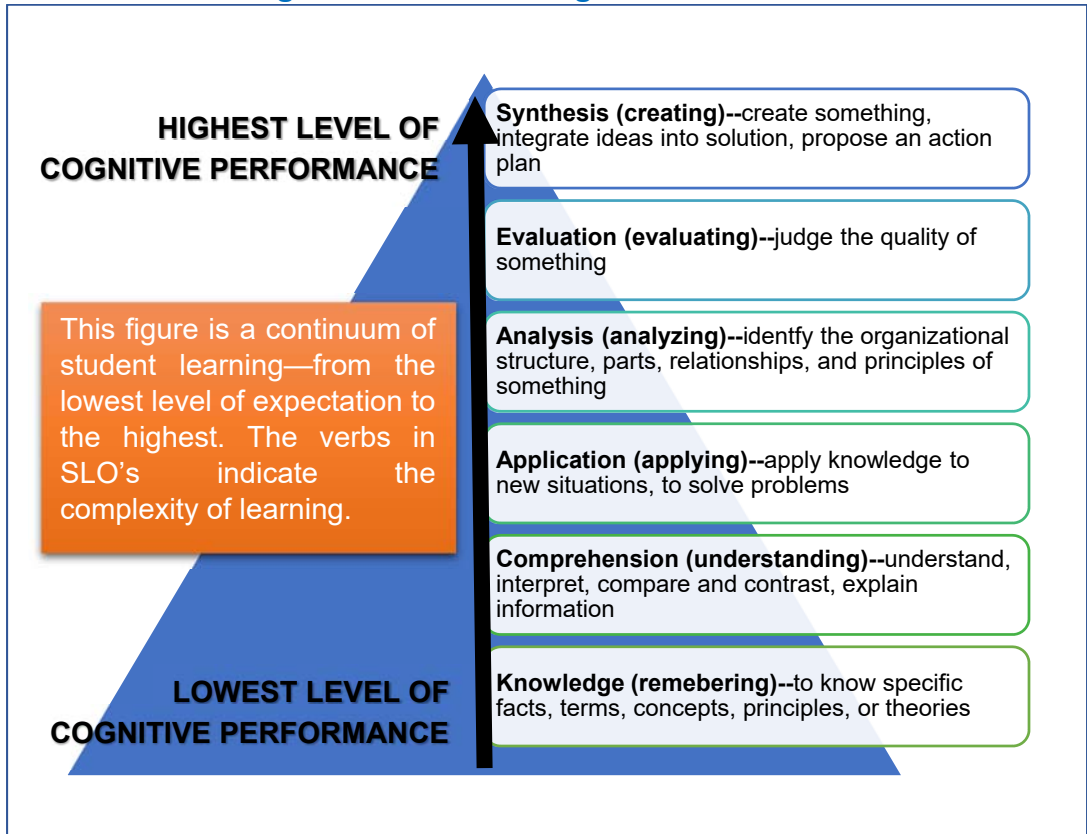 HIGHEST LEVEL OF
COGNITIVE PERFORMANCE
Synthesis (creating)--create something,
integrate ideas into solution, propose an action
plan
Evaluation (evaluating)--judge the quality of
something
This figure is a continuum of
student learning—from the
lowest level of expectation to
the highest. The verbs in
SLO's indicate the
complexity of learning.
Analysis (analyzing)--identfy the organizational
structure, parts, relationships, and principles of
something
Application (applying)--apply knowledge to
new situations, to solve problems
Comprehension (understanding)--understand,
interpret, compare and contrast, explain
information
LOWEST LEVEL OF
COGNITIVE PERFORMANCE
Knowledge (remebering)--to know specific
facts, terms, concepts, principles, or theories